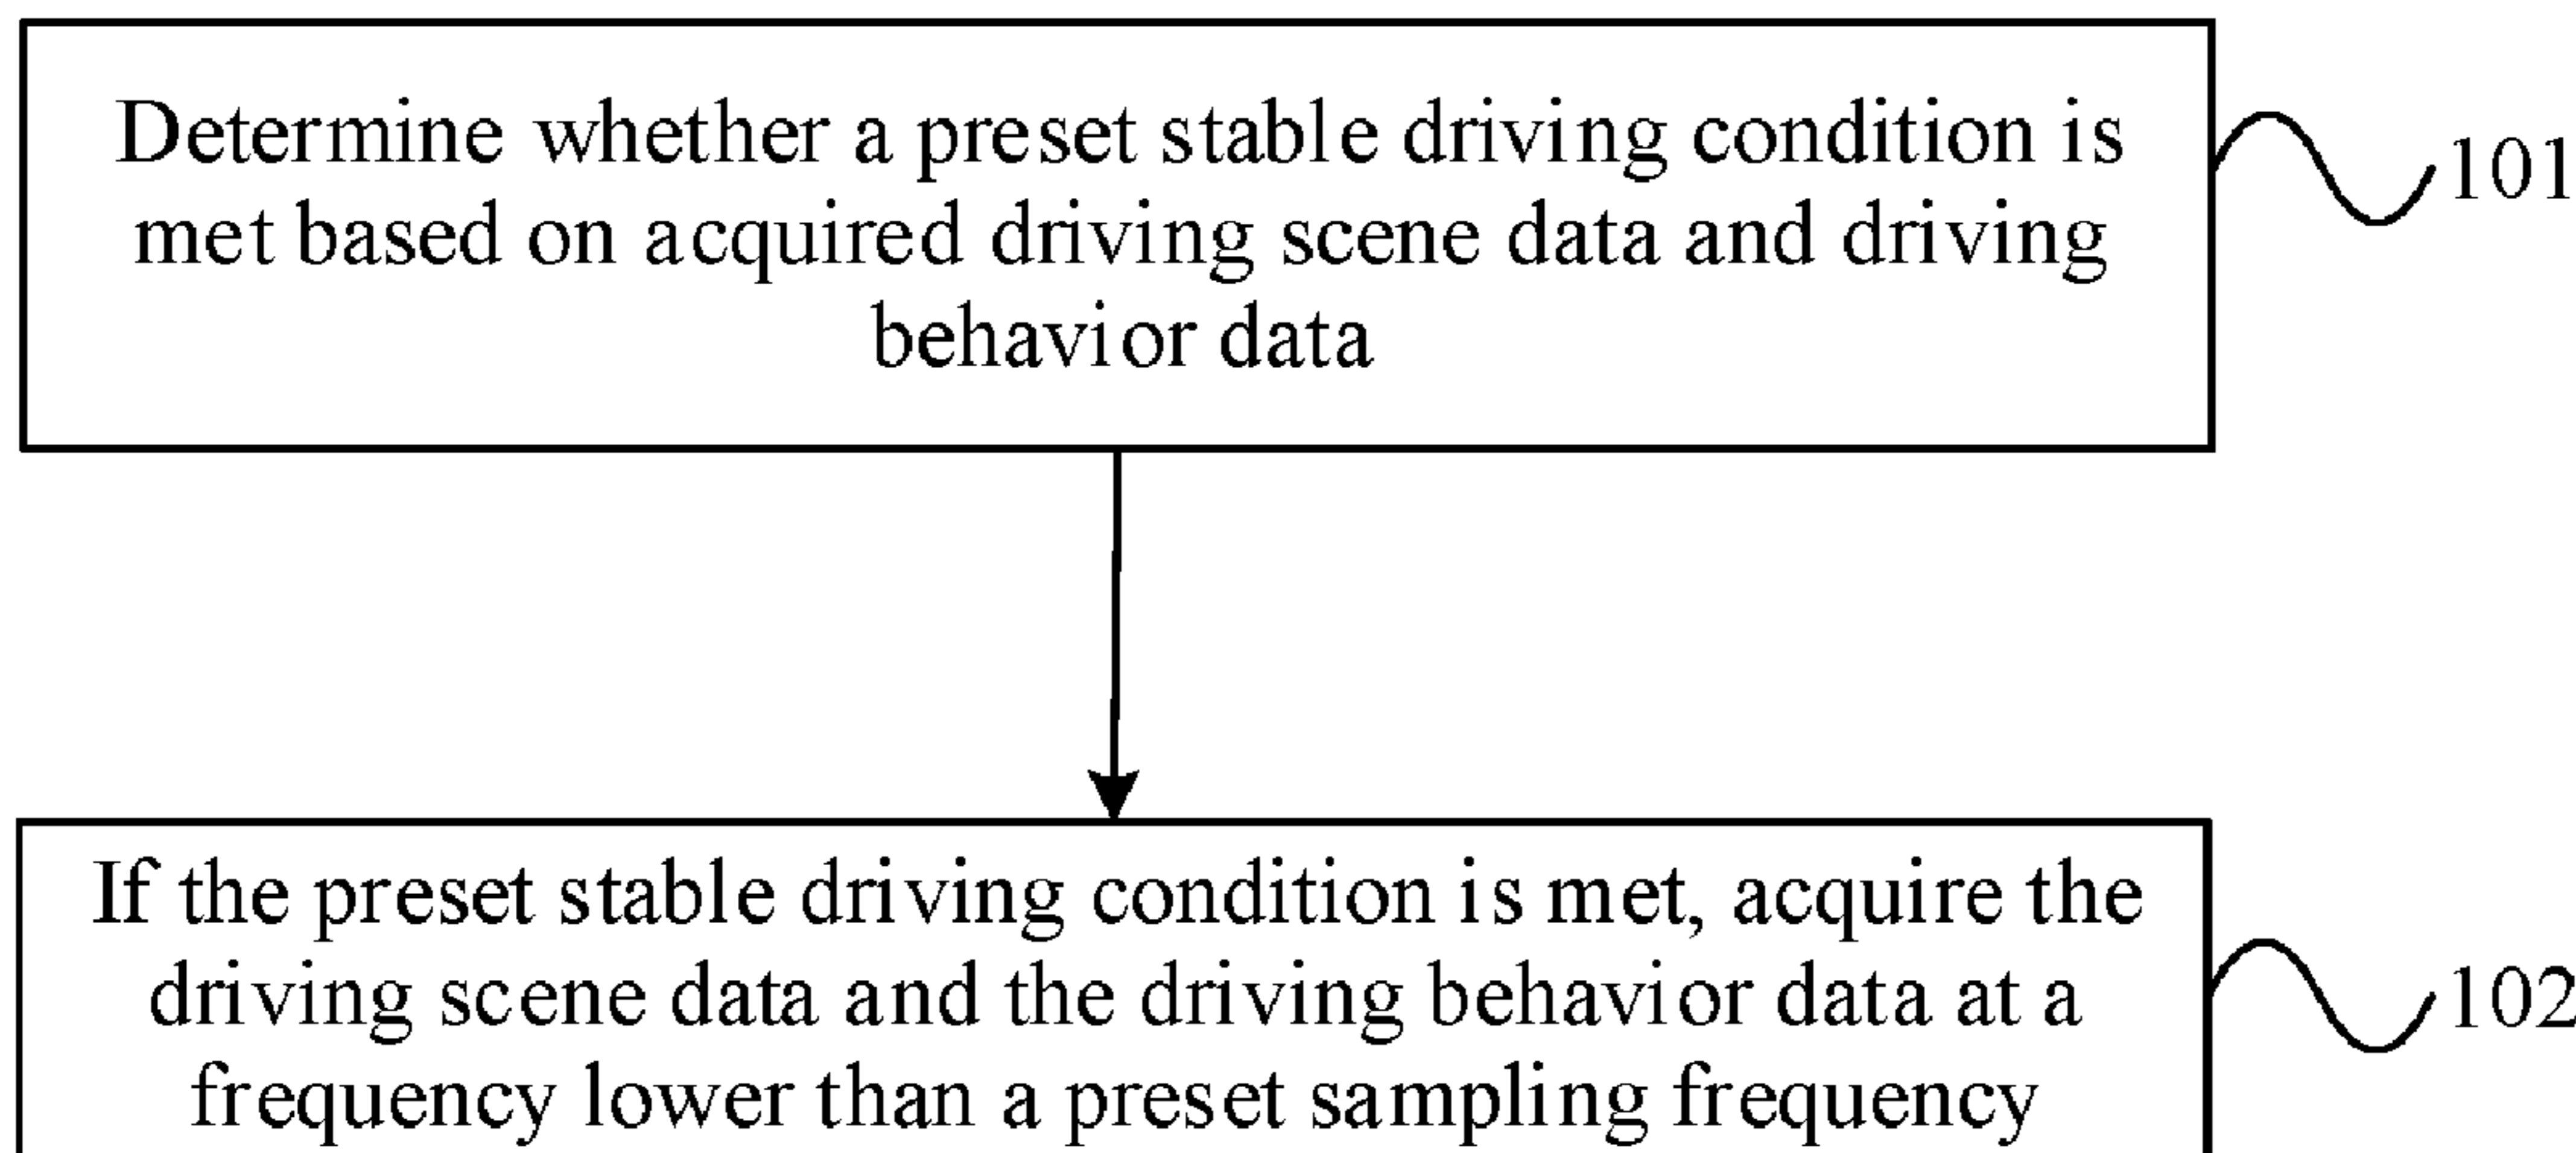 Determine whether a preset stable driving condition is
met based on acquired driving scene data and driving
behavior data
101
If the preset stable driving condition is met, acquire the
driving scene data and the driving behavior data at a
frequency lower than a preset sampling frequency
102